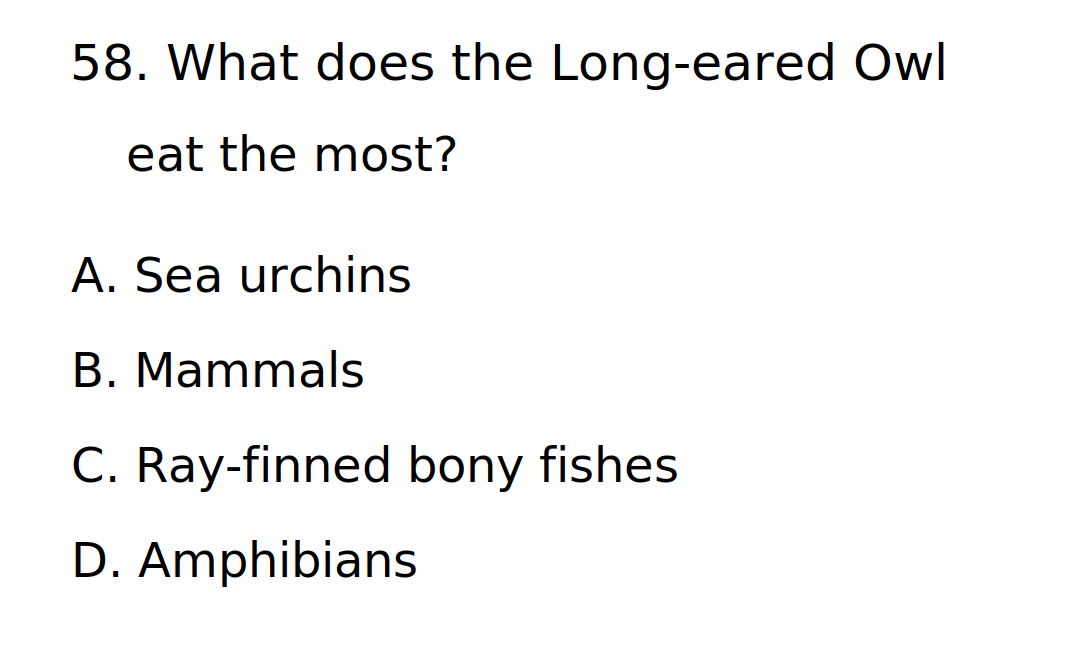 58. What does the Long-eared Owl
eat the most?
A. Sea urchins
B. Mammals
C. Ray-finned bony fishes
D. Amphibians